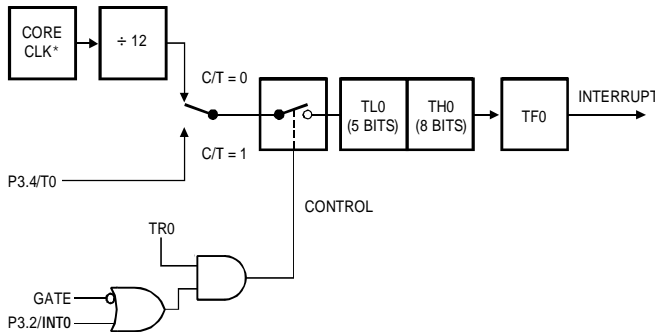 CORE
CLK*
÷ 12
C/T = 0
TL0
(5 BITS)
TH0
(8 BITS)
TF0
INTERRUPT
C/T = 1
P3.4/T0
CONTROL
TR0
GATE
P3.2/INT0